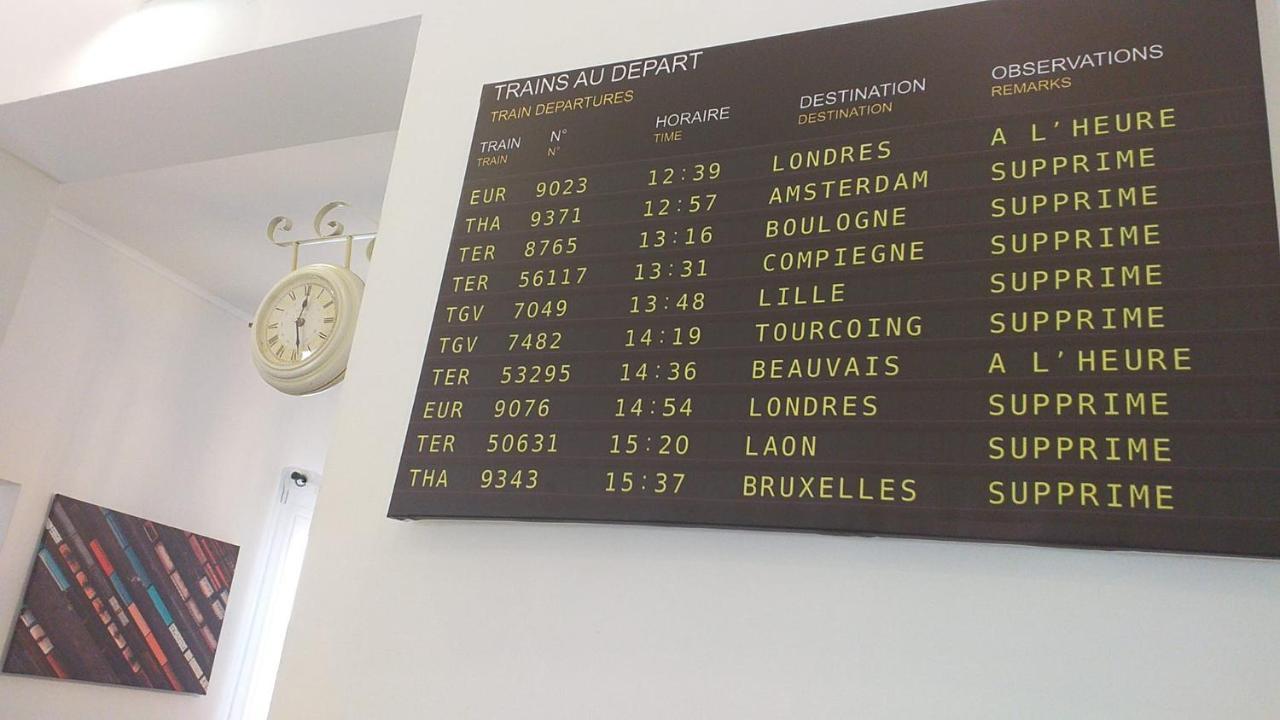 TRAINS AU DEPART
TRAIN DEPARTURES
TRAIN N° HORAIRE DESTINATION OBSERVATIONS
TRAIN N° TIME DESTINATION REMARKS
EUR 9023 12:39 LONDRES A L'HEURE
THA 9371 12:57 AMSTERDAM SUPPRIME
TER 8765 13:16 BOULOGNE SUPPRIME
TER 56117 13:31 COMPIEGNE SUPPRIME
TGV 7049 13:48 LILLE SUPPRIME
TGV 7482 14:19 TOURCOING SUPPRIME
TER 53295 14:36 BEAUVAIS A L'HEURE
EUR 9076 14:54 LONDRES SUPPRIME
TER 50631 15:20 LAON SUPPRIME
THA 9343 15:37 BRUXELLES SUPPRIME